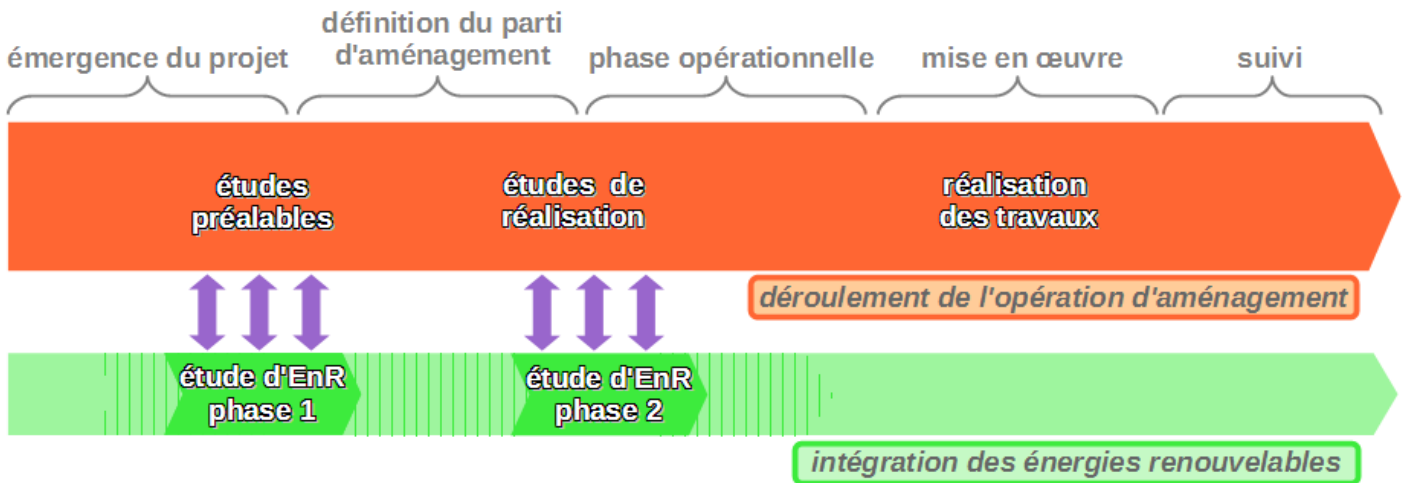 définition du parti
d'aménagement
émergence du projet
phase opérationnelle
mise en œuvre
suivi
études
préalables
études de
réalisation
réalisation
des travaux
déroulement de l'opération d'aménagement
étude d'EnR
phase 1
étude d'EnR
phase 2
intégration des énergies renouvelables